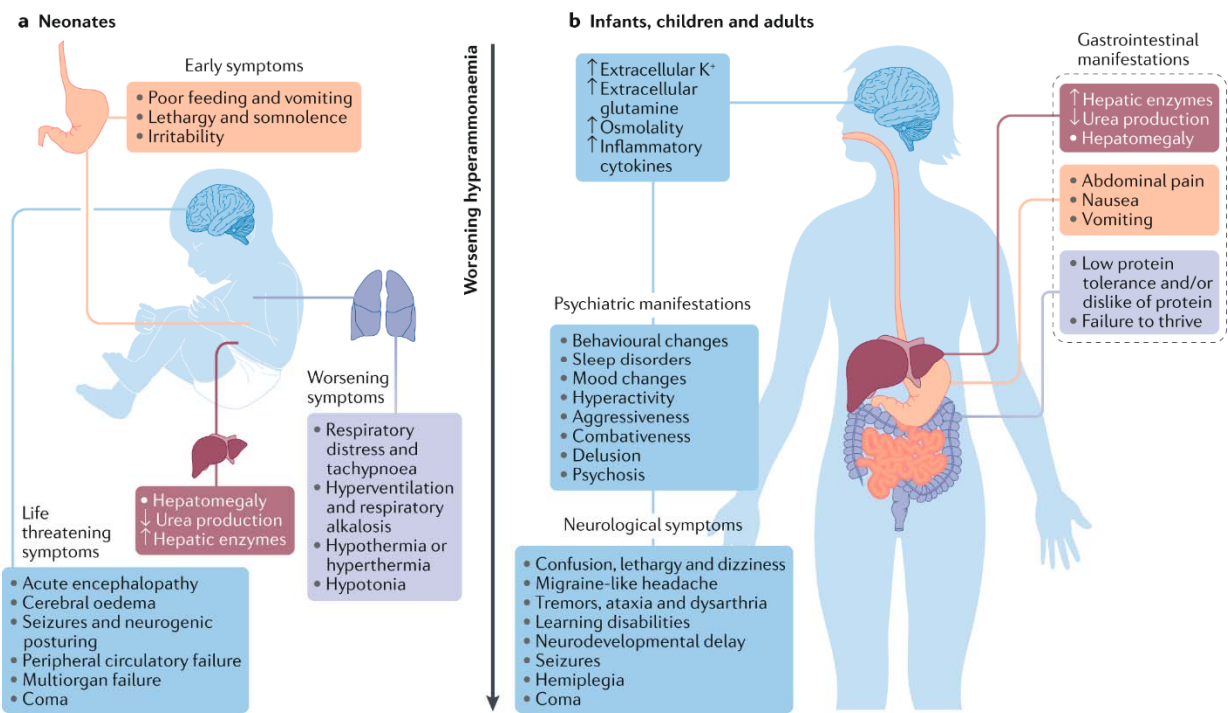 a Neonates
Early symptoms
• Poor feeding and vomiting
• Lethargy and somnolence
• Irritability
Worsening symptoms
• Respiratory
distress and
tachypnoea
• Hyperventilation
and respiratory
alkalosis
• Hypothermia or
hyperthermia
• Hypotonia
• Hepatomegaly
↓ Urea production
↑ Hepatic enzymes
Life
threatening
symptoms
• Acute encephalopathy
• Cerebral oedema
• Seizures and neurogenic
posturing
• Peripheral circulatory failure
• Multiorgan failure
• Coma
Worsening hyperammonaemia
b Infants, children and adults
↑ Extracellular K⁺
↑ Extracellular
glutamine
↑ Osmolality
↑ Inflammatory
cytokines
Psychiatric manifestations
• Behavioural changes
• Sleep disorders
• Mood changes
• Hyperactivity
• Aggressiveness
• Combativeness
• Delusion
• Psychosis
Neurological symptoms
• Confusion, lethargy and dizziness
• Migraine-like headache
• Tremors, ataxia and dysarthria
• Learning disabilities
• Neurodevelopmental delay
• Seizures
• Hemiplegia
• Coma
Gastrointestinal
manifestations
↑ Hepatic enzymes
↓ Urea production
• Hepatomegaly
• Abdominal pain
• Nausea
• Vomiting
• Low protein
tolerance and/or
dislike of protein
• Failure to thrive